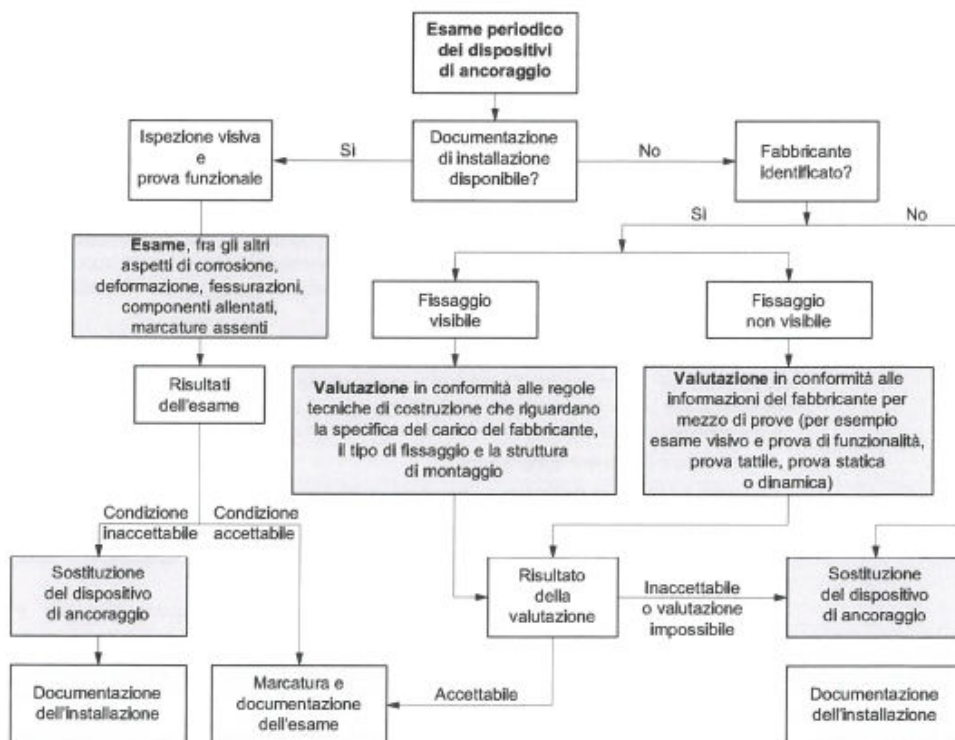 Esame periodico
dei dispositivi
di ancoraggio
Ispezione visiva
e
prova funzionale
Sì
Documentazione
di installazione
disponibile?
No
Fabbricante
identificato?
Sì
No
Esame, fra gli altri
aspetti di corrosione,
deformazione, fessurazioni,
componenti allentati,
marcature assenti
Fissaggio
visibile
Fissaggio
non visibile
Risultati
dell'esame
Valutazione in conformità alle regole
tecniche di costruzione che riguardano
la specifica del carico del fabbricante,
il tipo di fissaggio e la struttura
di montaggio
Valutazione in conformità alle
informazioni del fabbricante per
mezzo di prove (per esempio
esame visivo e prova di funzionalità,
prova tattile, prova statica
o dinamica)
Condizione
inaccettabile
Condizione
accettabile
Sostituzione
del dispositivo
di ancoraggio
Risultato
della
valutazione
Inaccettabile
o valutazione
impossibile
Sostituzione
del dispositivo
di ancoraggio
Documentazione
dell'installazione
Marcatura e
documentazione
dell'esame
Accettabile
Documentazione
dell'installazione